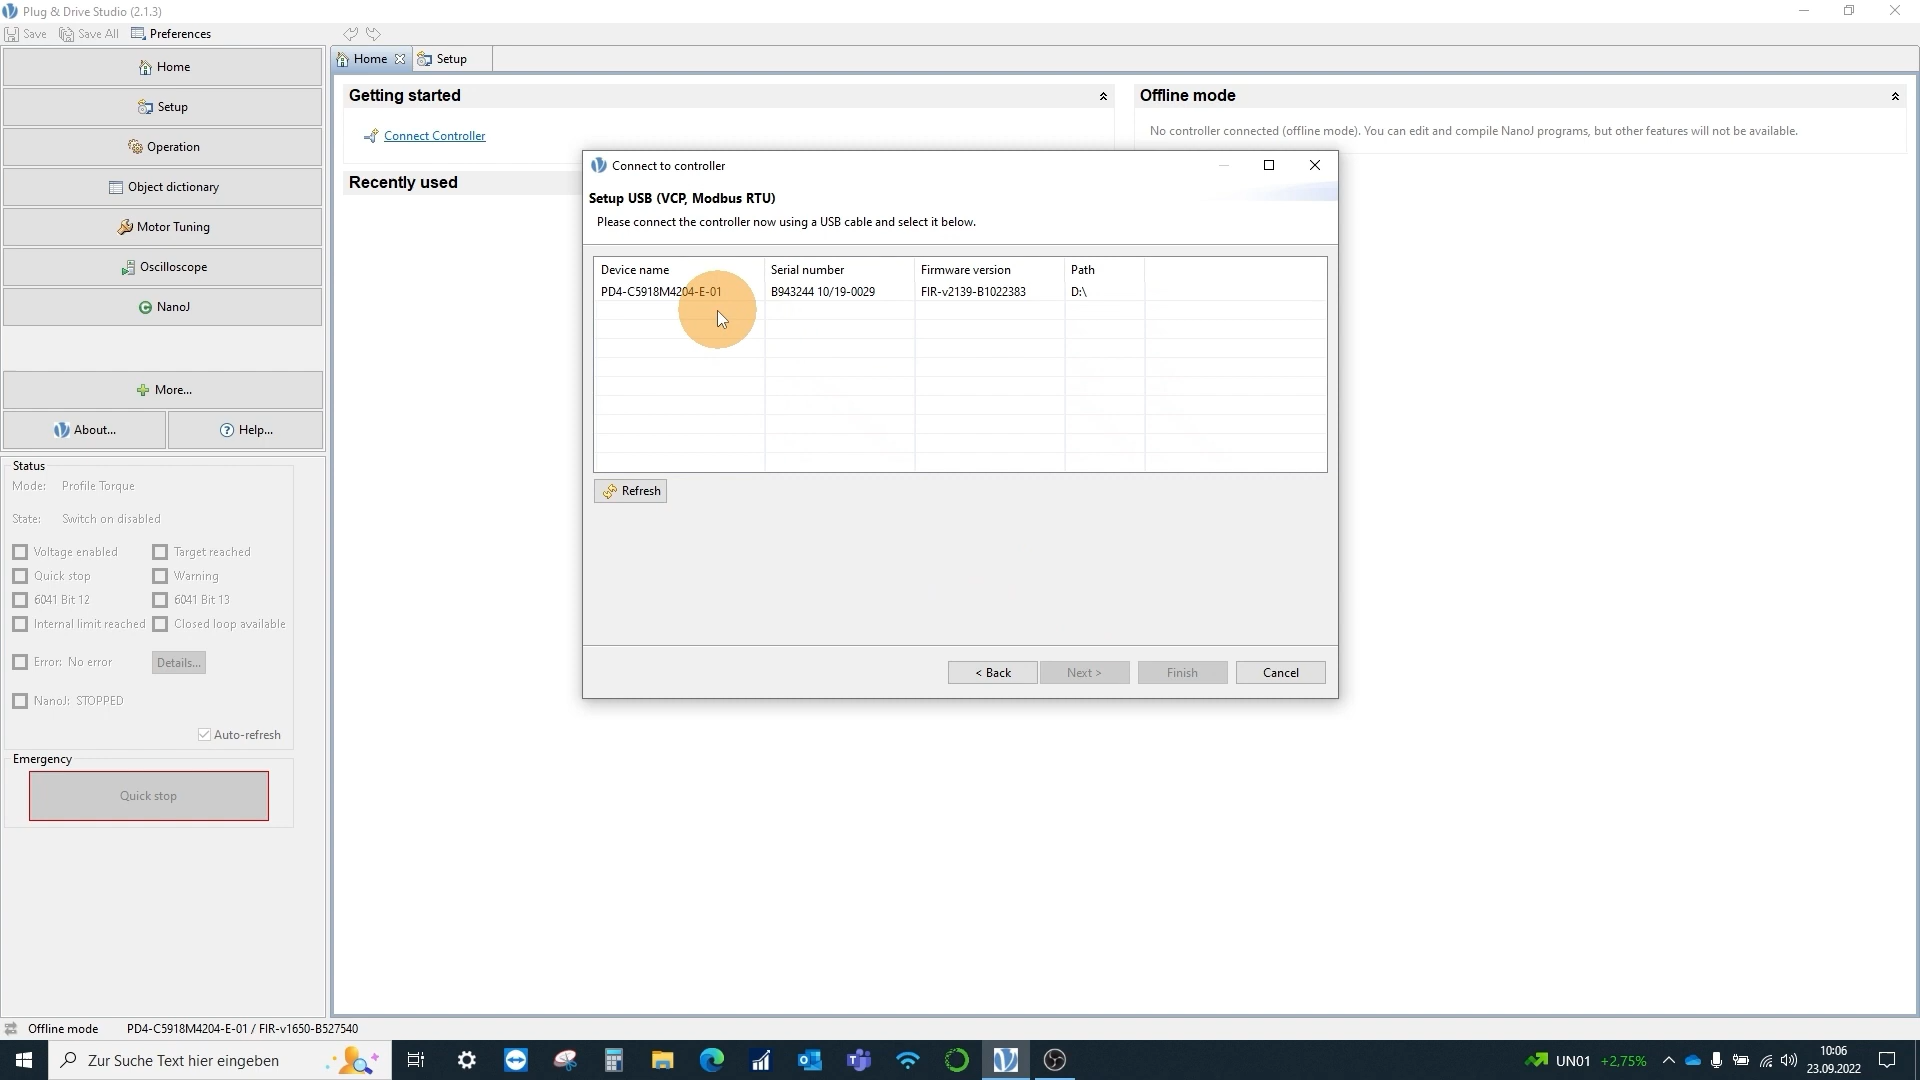 Plug & Drive Studio (2.1.3)
Save Save All Preferences
Home Setup
Home
Setup
Operation
Object dictionary
Motor Tuning
Oscilloscope
NanoJ
More...
About... Help...
Status
Mode: Profile Torque
State: Switch on disabled
Voltage enabled Target reached
Quick stop Warning
6041 Bit 12 6041 Bit 13
Internal limit reached Closed loop available
Error: No error Details...
NanoJ: STOPPED
Auto-refresh
Emergency
Quick stop
Getting started
Connect Controller
Recently used
Offline mode
No controller connected (offline mode). You can edit and compile NanoJ programs, but other features will not be available.
Connect to controller
Setup USB (VCP, Modbus RTU)
Please connect the controller now using a USB cable and select it below.
Device name Serial number Firmware version Path
PD4-C5918M4204-E-01 B943244 10/19-0029 FIR-v2139-B1022383 D:\
Refresh
< Back Next > Finish Cancel
Offline mode PD4-C5918M4204-E-01 / FIR-v1650-B527540
Zur Suche Text hier eingeben
UN01 +2,75%
10:06
23.09.2022